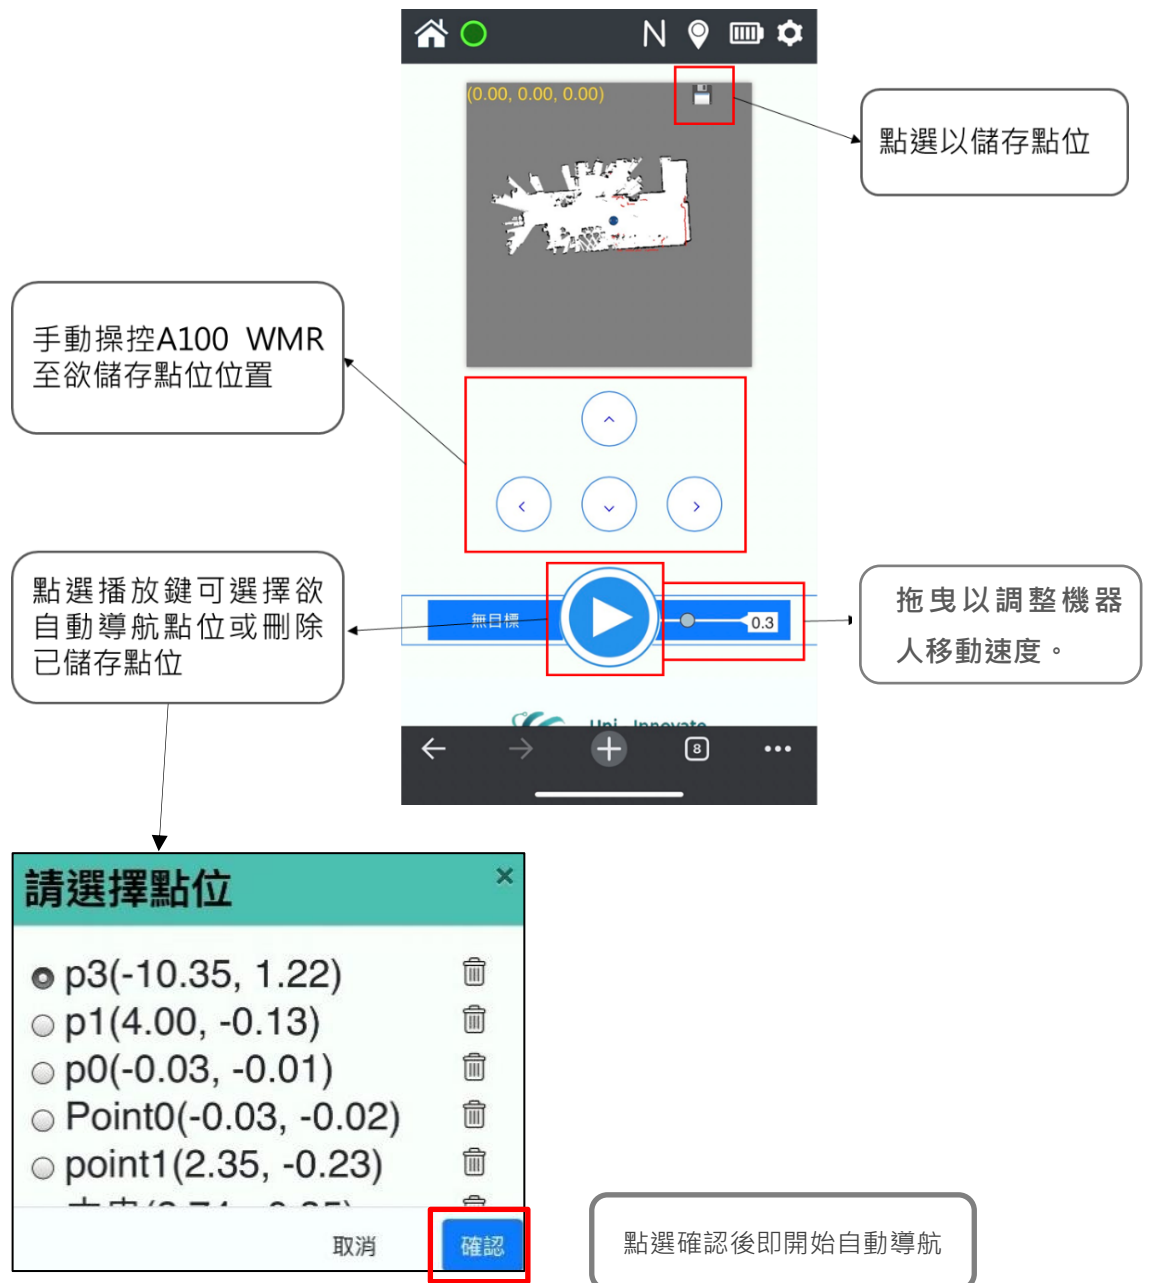 N
(0.00, 0.00, 0.00)
點選以儲存點位
手動操控A100 WMR
至欲儲存點位位置
點選播放鍵可選擇欲
自動導航點位或刪除
已儲存點位
無目標
0.3
拖曳以調整機器
人移動速度。
8
請選擇點位
×
p3(-10.35, 1.22)
p1(4.00, -0.13)
p0(-0.03, -0.01)
Point0(-0.03, -0.02)
point1(2.35, -0.23)
取消
確認
點選確認後即開始自動導航